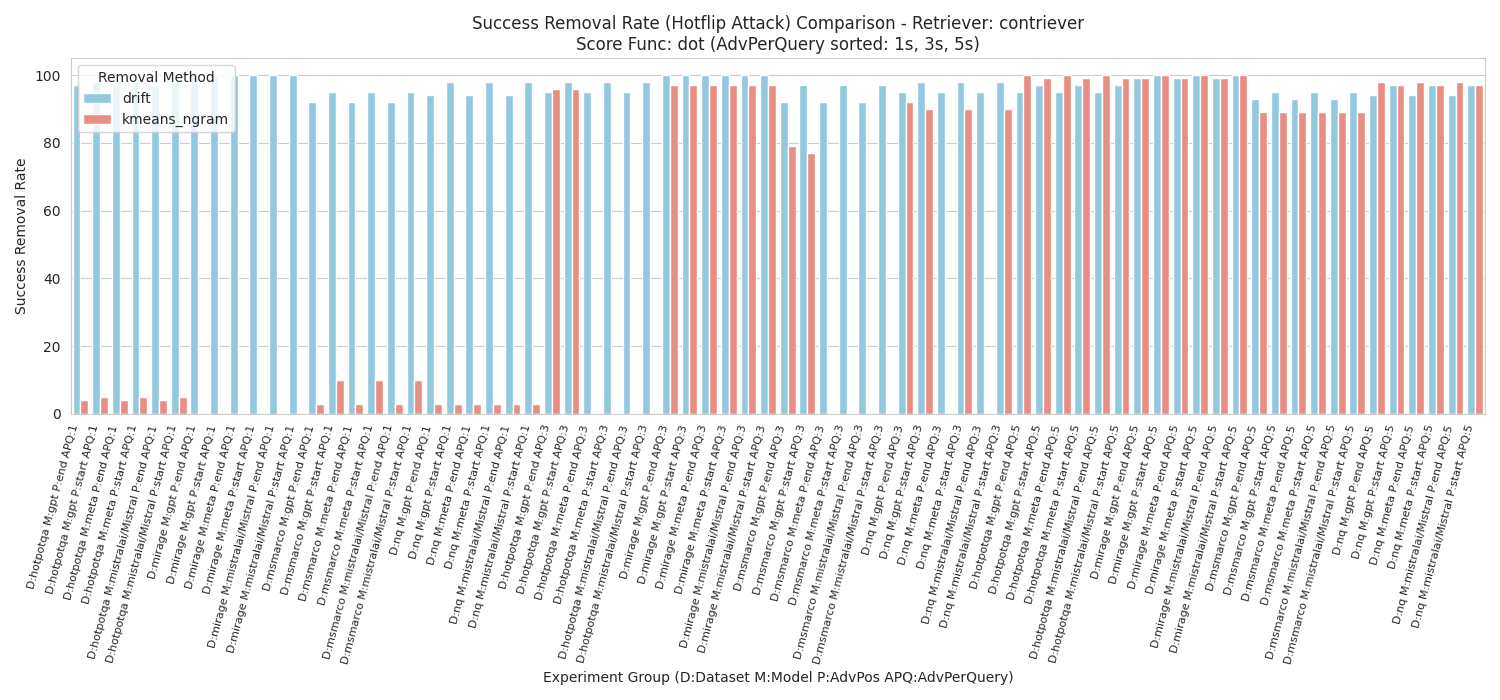 Success Removal Rate (Hotflip Attack) Comparison - Retriever: contriever
Score Func: dot (AdvPerQuery sorted: 1s, 3s, 5s)
Removal Method
drift
kmeans_ngram
Success Removal Rate
100
80
60
40
20
0
D:hotpotqa M:gpt P:end APQ:1
D:hotpotqa M:gpt P:start APQ:1
D:hotpotqa M:meta P:end APQ:1
D:hotpotqa M:meta P:start APQ:1
D:hotpotqa M:mistralai/Mistral P:end APQ:1
D:hotpotqa M:mistralai/Mistral P:start APQ:1
D:mirage M:gpt P:end APQ:1
D:mirage M:gpt P:start APQ:1
D:mirage M:meta P:end APQ:1
D:mirage M:meta P:start APQ:1
D:mirage M:mistralai/Mistral P:end APQ:1
D:mirage M:mistralai/Mistral P:start APQ:1
D:msmarco M:gpt P:end APQ:1
D:msmarco M:gpt P:start APQ:1
D:msmarco M:meta P:end APQ:1
D:msmarco M:meta P:start APQ:1
D:msmarco M:mistralai/Mistral P:end APQ:1
D:msmarco M:mistralai/Mistral P:start APQ:1
D:nq M:gpt P:end APQ:1
D:nq M:gpt P:start APQ:1
D:nq M:meta P:end APQ:1
D:nq M:meta P:start APQ:1
D:nq M:mistralai/Mistral P:end APQ:1
D:nq M:mistralai/Mistral P:start APQ:1
D:hotpotqa M:gpt P:end APQ:3
D:hotpotqa M:gpt P:start APQ:3
D:hotpotqa M:meta P:end APQ:3
D:hotpotqa M:meta P:start APQ:3
D:hotpotqa M:mistralai/Mistral P:end APQ:3
D:hotpotqa M:mistralai/Mistral P:start APQ:3
D:mirage M:gpt P:end APQ:3
D:mirage M:gpt P:start APQ:3
D:mirage M:meta P:end APQ:3
D:mirage M:meta P:start APQ:3
D:mirage M:mistralai/Mistral P:end APQ:3
D:mirage M:mistralai/Mistral P:start APQ:3
D:msmarco M:gpt P:end APQ:3
D:msmarco M:gpt P:start APQ:3
D:msmarco M:meta P:end APQ:3
D:msmarco M:meta P:start APQ:3
D:msmarco M:mistralai/Mistral P:end APQ:3
D:msmarco M:mistralai/Mistral P:start APQ:3
D:nq M:gpt P:end APQ:3
D:nq M:gpt P:start APQ:3
D:nq M:meta P:end APQ:3
D:nq M:meta P:start APQ:3
D:nq M:mistralai/Mistral P:end APQ:3
D:nq M:mistralai/Mistral P:start APQ:3
D:hotpotqa M:gpt P:end APQ:5
D:hotpotqa M:gpt P:start APQ:5
D:hotpotqa M:meta P:end APQ:5
D:hotpotqa M:meta P:start APQ:5
D:hotpotqa M:mistralai/Mistral P:end APQ:5
D:hotpotqa M:mistralai/Mistral P:start APQ:5
D:mirage M:gpt P:end APQ:5
D:mirage M:gpt P:start APQ:5
D:mirage M:meta P:end APQ:5
D:mirage M:meta P:start APQ:5
D:mirage M:mistralai/Mistral P:end APQ:5
D:mirage M:mistralai/Mistral P:start APQ:5
D:msmarco M:gpt P:end APQ:5
D:msmarco M:gpt P:start APQ:5
D:msmarco M:meta P:end APQ:5
D:msmarco M:meta P:start APQ:5
D:msmarco M:mistralai/Mistral P:end APQ:5
D:msmarco M:mistralai/Mistral P:start APQ:5
D:nq M:gpt P:end APQ:5
D:nq M:gpt P:start APQ:5
D:nq M:meta P:end APQ:5
D:nq M:meta P:start APQ:5
D:nq M:mistralai/Mistral P:end APQ:5
D:nq M:mistralai/Mistral P:start APQ:5
Experiment Group (D:Dataset M:Model P:AdvPos APQ:AdvPerQuery)